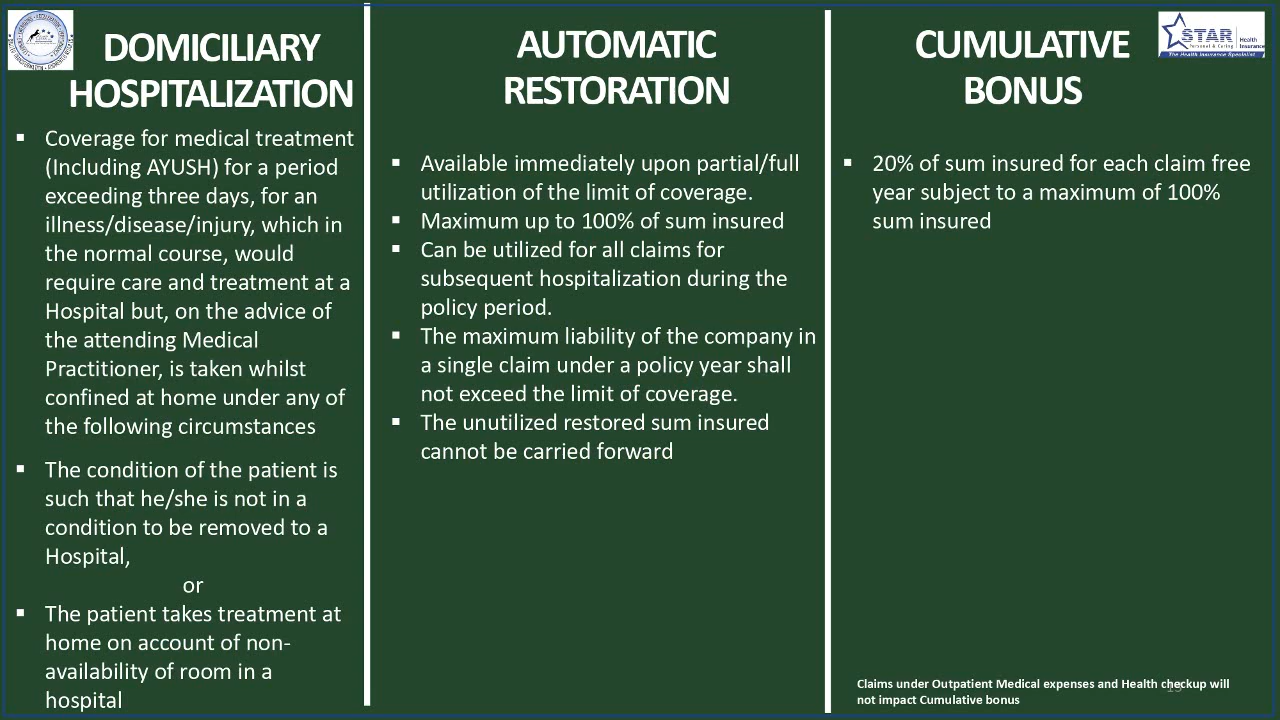 DOMICILIARY
HOSPITALIZATION
▪ Coverage for medical treatment
(Including AYUSH) for a period
exceeding three days, for an
illness/disease/injury, which in
the normal course, would
require care and treatment at a
Hospital but, on the advice of
the attending Medical
Practitioner, is taken whilst
confined at home under any of
the following circumstances
▪ The condition of the patient is
such that he/she is not in a
condition to be removed to a
Hospital,
or
▪ The patient takes treatment at
home on account of non-
availability of room in a
hospital
AUTOMATIC
RESTORATION
▪ Available immediately upon partial/full
utilization of the limit of coverage.
▪ Maximum up to 100% of sum insured
▪ Can be utilized for all claims for
subsequent hospitalization during the
policy period.
▪ The maximum liability of the company in
a single claim under a policy year shall
not exceed the limit of coverage.
▪ The unutilized restored sum insured
cannot be carried forward
CUMULATIVE
BONUS
STAR
Health
Insurance
Personal & Caring
The Health Insurance Specialist
▪ 20% of sum insured for each claim free
year subject to a maximum of 100%
sum insured
Claims under Outpatient Medical expenses and Health checkup will
not impact Cumulative bonus